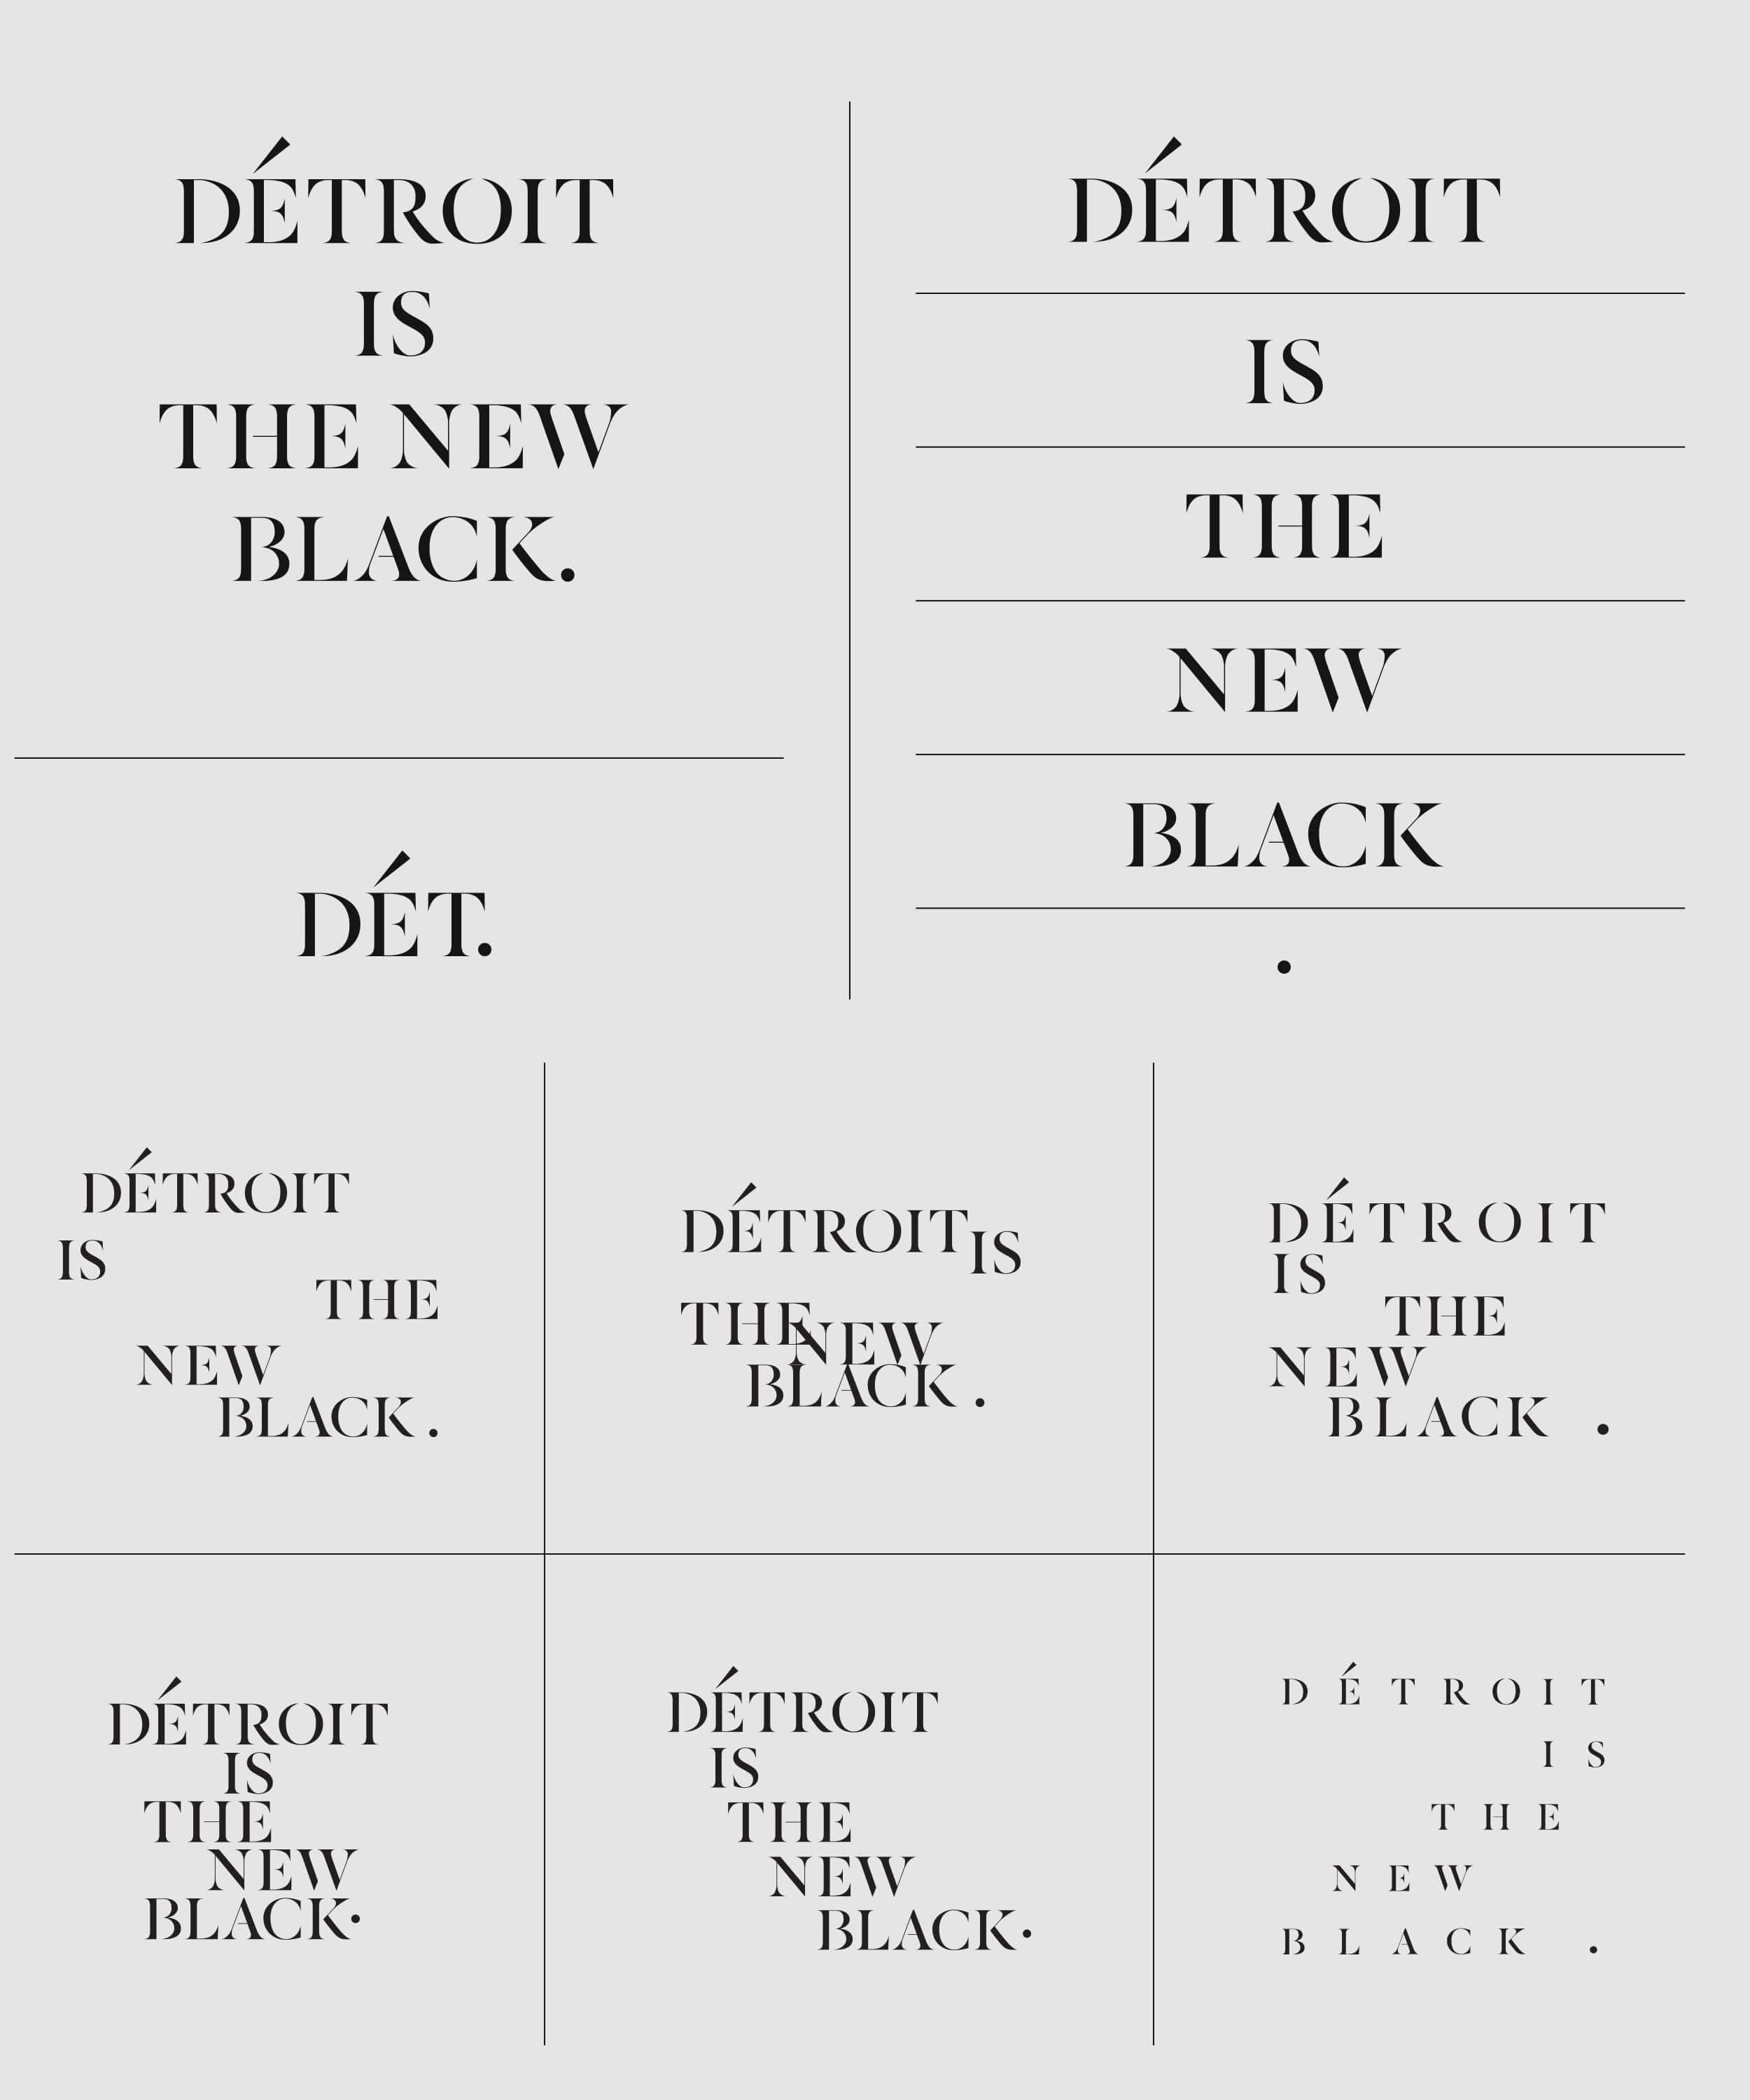 DÉTROIT
IS
THE NEW
BLACK.
DÉT.
DÉTROIT
IS
THE
NEW
BLACK
.
DÉTROIT
IS
THE
NEW
BLACK.
DÉTROIT IS
THE NEW
BLACK.
DÉTROIT
IS
THE
NEW
BLACK .
DÉTROIT
IS
THE
NEW
BLACK.
DÉTROIT
IS
THE
NEW
BLACK.
DÉTROIT
IS
THE
NEW
BLACK .